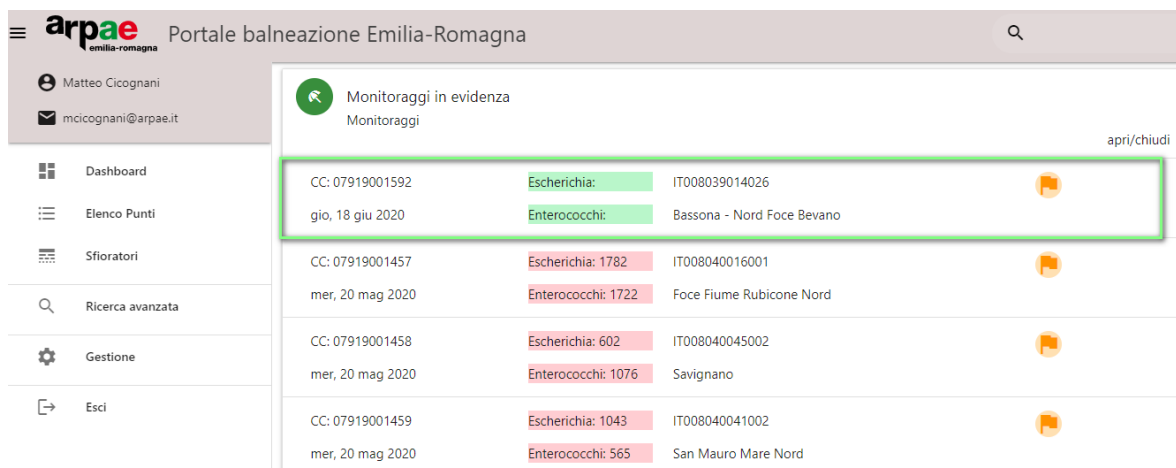 arpae
emilia-romagna
Portale balneazione Emilia-Romagna
Matteo Cicognani
mcicognani@arpae.it
Dashboard
Elenco Punti
Sfioratori
Ricerca avanzata
Gestione
Esci
Monitoraggi in evidenza
Monitoraggi
apri/chiudi
CC: 07919001592 Escherichia: IT008039014026
gio, 18 giu 2020 Enterococchi: Bassona - Nord Foce Bevano
CC: 07919001457 Escherichia: 1782 IT008040016001
mer, 20 mag 2020 Enterococchi: 1722 Foce Fiume Rubicone Nord
CC: 07919001458 Escherichia: 602 IT008040045002
mer, 20 mag 2020 Enterococchi: 1076 Savignano
CC: 07919001459 Escherichia: 1043 IT008040041002
mer, 20 mag 2020 Enterococchi: 565 San Mauro Mare Nord